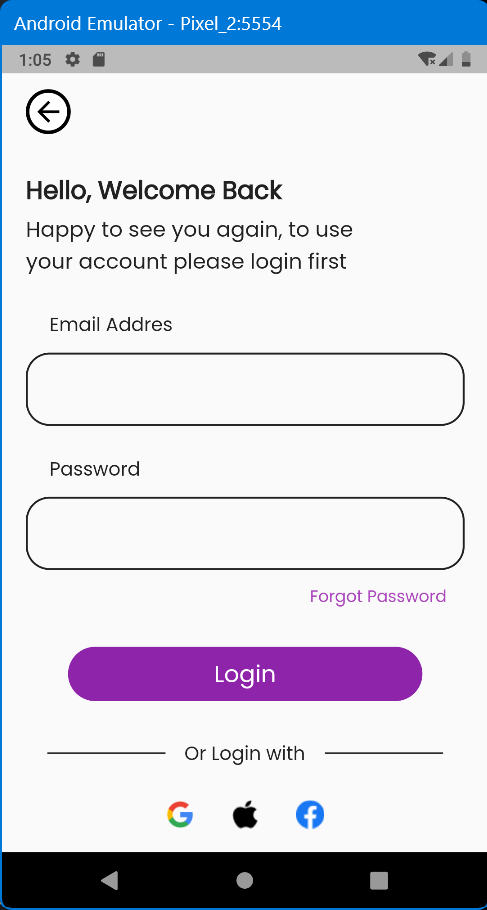 Android Emulator - Pixel_2:5554
1:05
Hello, Welcome Back
Happy to see you again, to use
your account please login first
Email Addres
Password
Forgot Password
Login
Or Login with